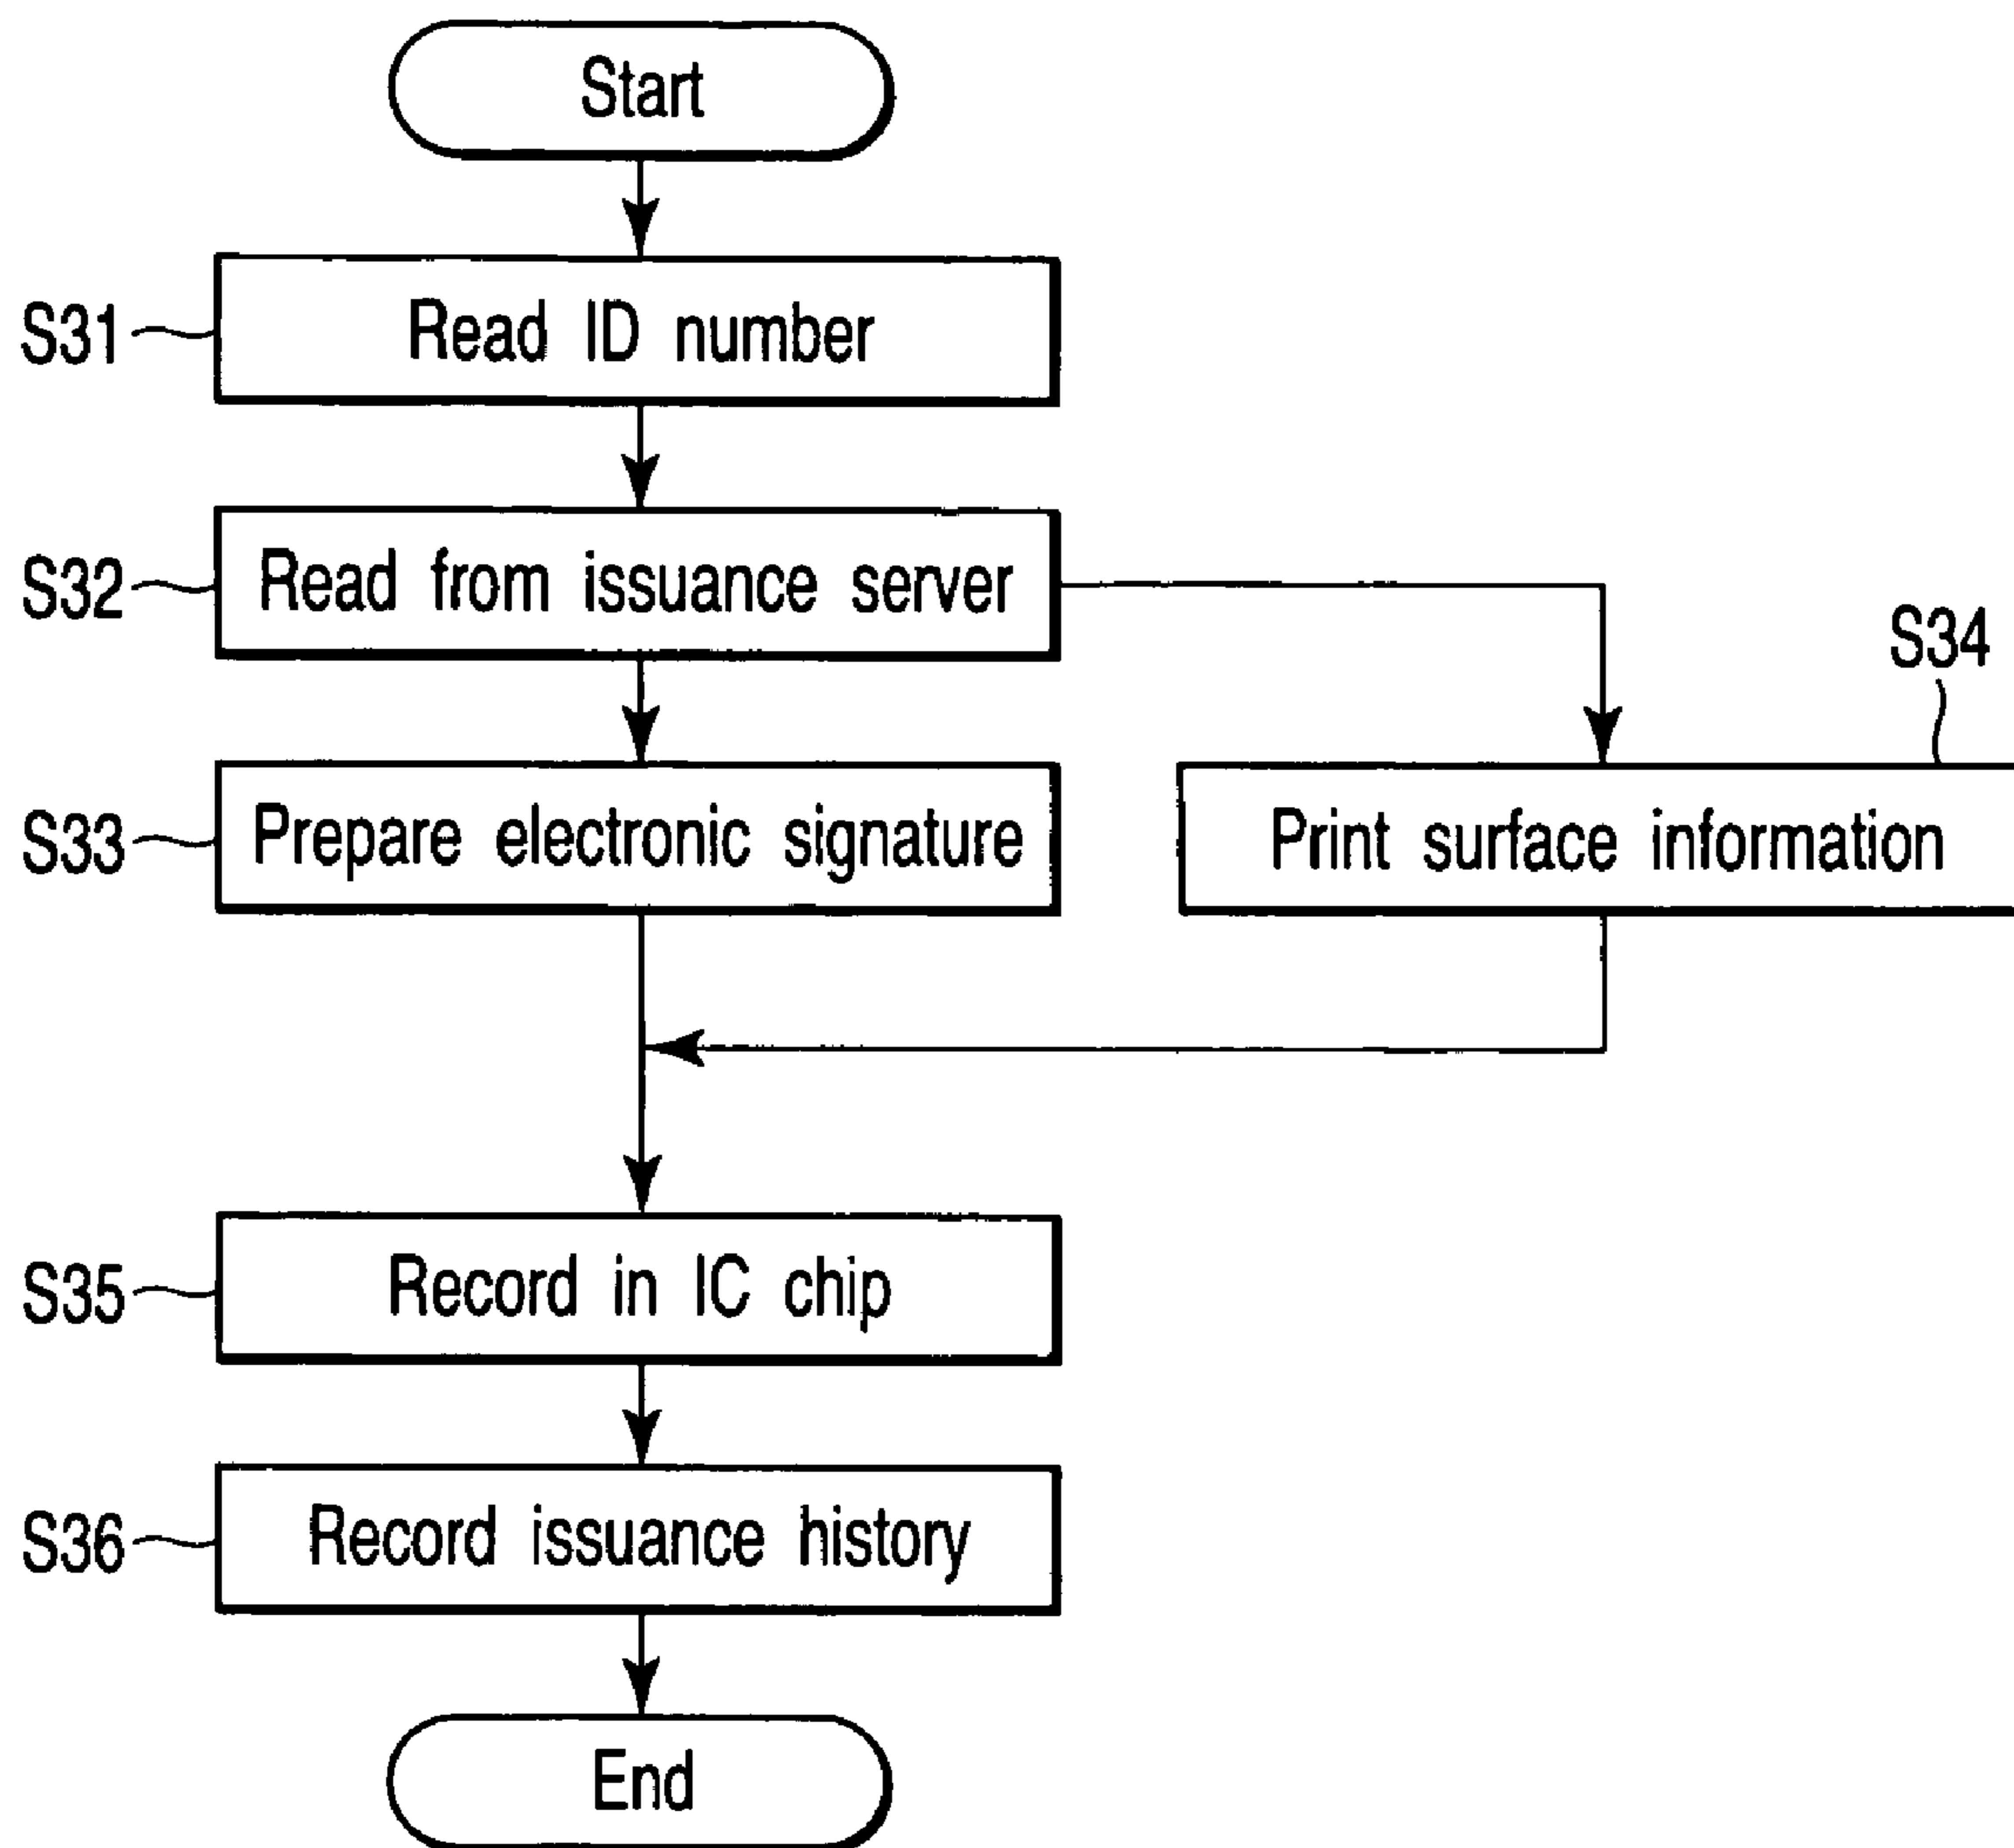 Start
S31
Read ID number
S32
Read from issuance server
S34
S33
Prepare electronic signature
Print surface information
S35
Record in IC chip
S36
Record issuance history
End